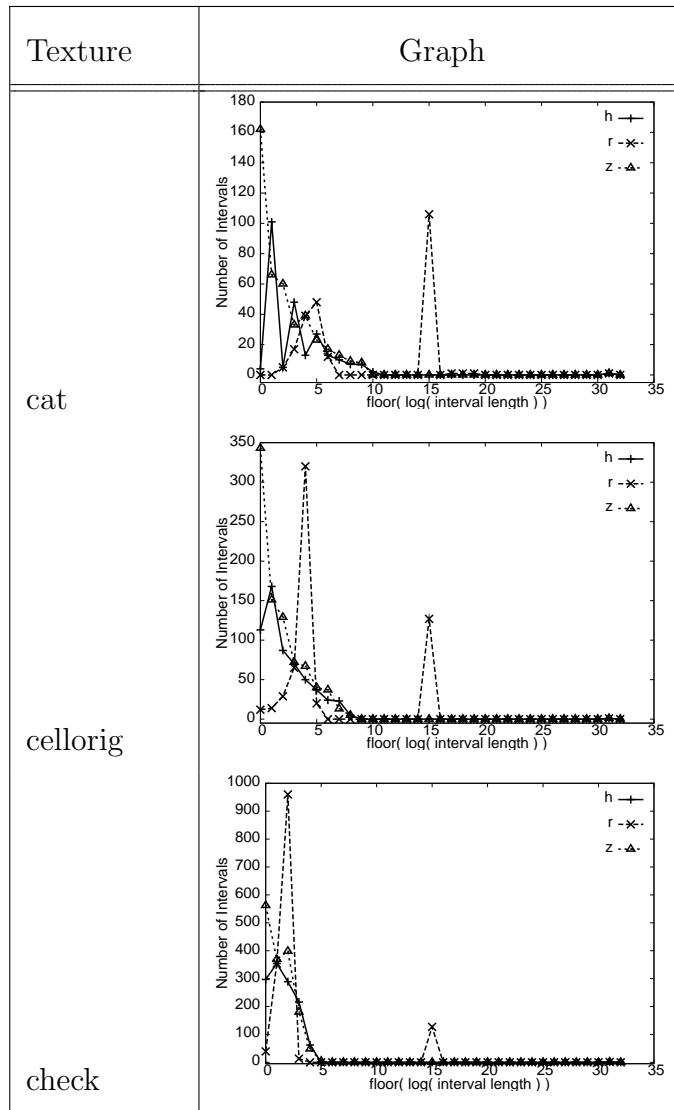 Texture Graph
180
160
140
120
100
80
60
40
20
0
Number of Intervals
h
r
z
0 5 10 15 20 25 30 35
floor( log( interval length ) )
cat
350
300
250
200
150
100
50
0
Number of Intervals
h
r
z
0 5 10 15 20 25 30 35
floor( log( interval length ) )
cellorig
1000
900
800
700
600
500
400
300
200
100
0
Number of Intervals
h
r
z
0 5 10 15 20 25 30 35
floor( log( interval length ) )
check